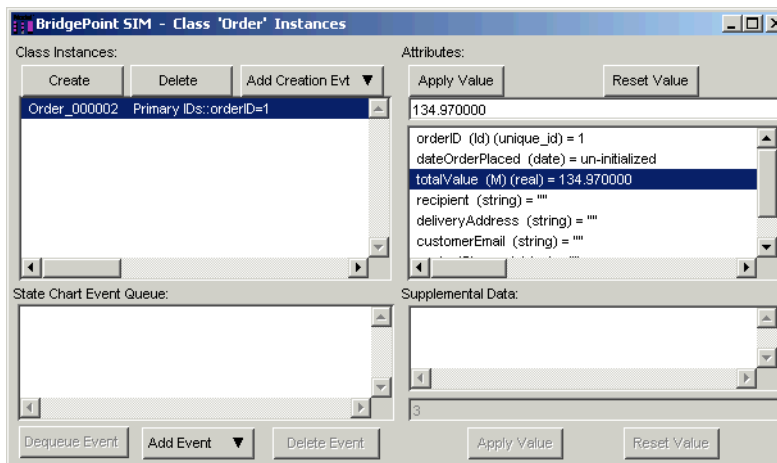 BridgePoint SIM - Class 'Order' Instances
Class Instances:
Attributes:
Create
Delete
Add Creation Evt
Apply Value
Reset Value
Order_000002 Primary IDs::orderID=1
134.970000
orderID (Id) (unique_id) = 1
dateOrderPlaced (date) = un-initialized
totalValue (M) (real) = 134.970000
recipient (string) = ""
deliveryAddress (string) = ""
customerEmail (string) = ""
State Chart Event Queue:
Supplemental Data:
3
Dequeue Event
Add Event
Delete Event
Apply Value
Reset Value